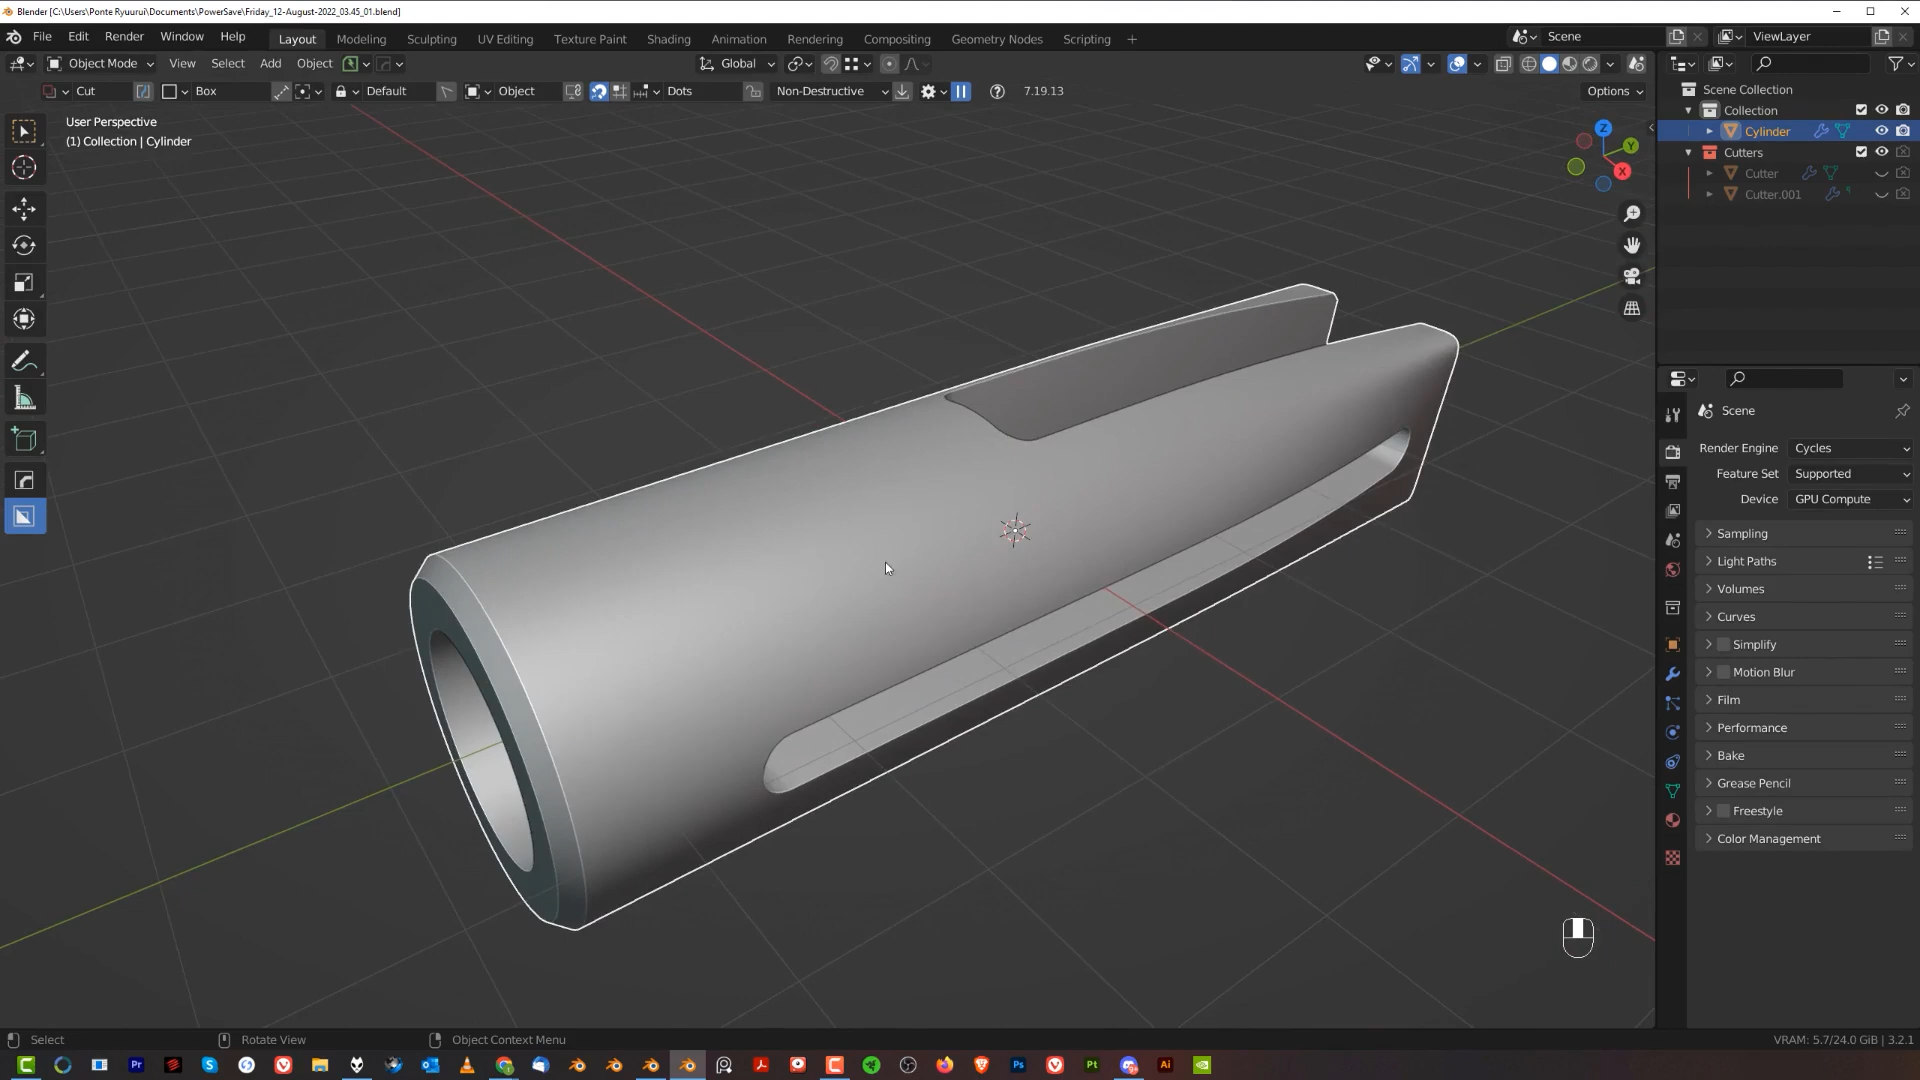 Blender [C:\Users\Ponte Ryuurui\Documents\PowerSave\Friday_12-August-2022_03.45_01.blend]
File Edit Render Window Help Layout Modeling Sculpting UV Editing Texture Paint Shading Animation Rendering Compositing Geometry Nodes Scripting + Scene ViewLayer
Object Mode View Select Add Object Global
Cut Box Default Object Dots Non-Destructive 7.19.13 Options
User Perspective
(1) Collection | Cylinder
Z
Y
X
Scene Collection
Collection
Cylinder
Cutters
Cutter
Cutter.001
Scene
Render Engine Cycles
Feature Set Supported
Device GPU Compute
Sampling
Light Paths
Volumes
Curves
Simplify
Motion Blur
Film
Performance
Bake
Grease Pencil
Freestyle
Color Management
Select Rotate View Object Context Menu VRAM: 5.7/24.0 GiB | 3.2.1
Pr S Ps Pt Ai